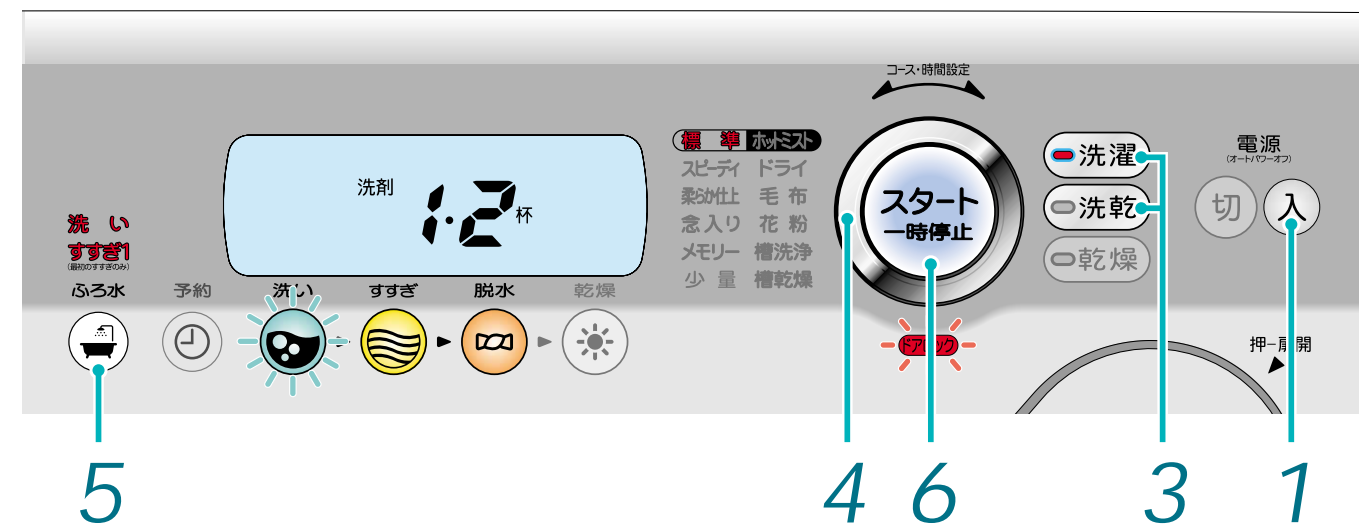 コース・時間設定
標 準 ホットミスト
スピーディ ドライ
柔らか仕上 毛 布
念入り 花 粉
メモリー 槽洗浄
少 量 槽乾燥
スタート
一時停止
ドアロック
洗濯
洗乾
乾燥
電源
(オートパワーオフ)
切 入
押−扉開
洗剤 1.2 杯
洗 い
すすぎ1
(最初のすすぎのみ)
ふろ水 予約 洗い すすぎ 脱水 乾燥
5 4 6 3 1